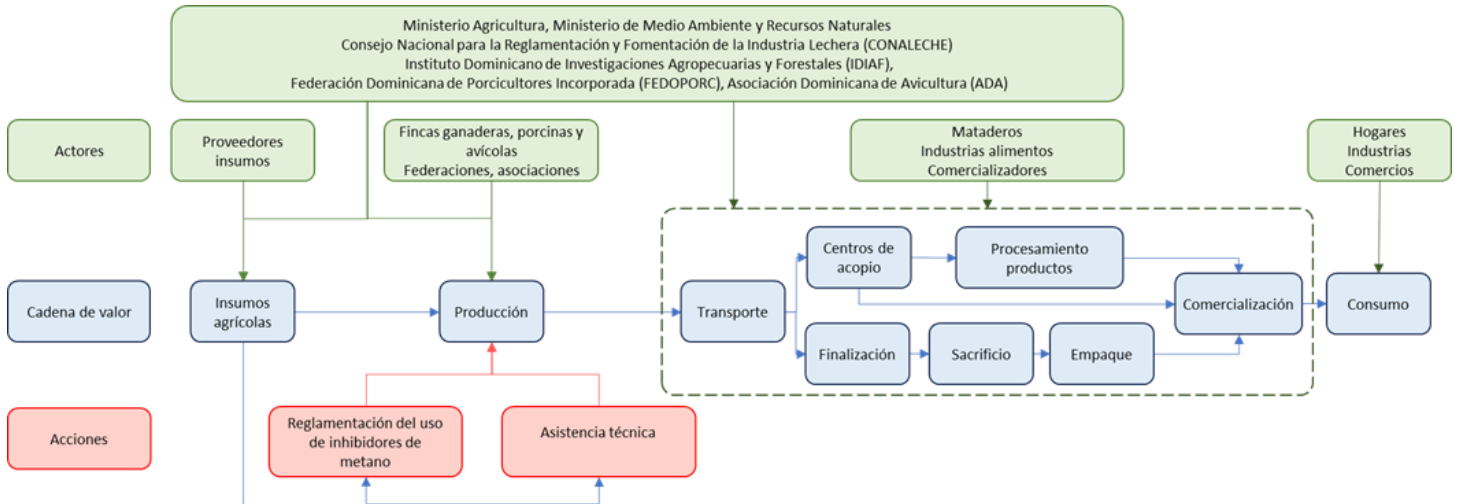 Ministerio Agricultura, Ministerio de Medio Ambiente y Recursos Naturales
Consejo Nacional para la Reglamentación y Fomentación de la Industria Lechera (CONALECHE)
Instituto Dominicano de Investigaciones Agropecuarias y Forestales (IDIAF),
Federación Dominicana de Porcicultores Incorporada (FEDOPORC), Asociación Dominicana de Avicultura (ADA)
Actores
Proveedores
insumos
Fincas ganaderas, porcinas y
avícolas
Federaciones, asociaciones
Mataderos
Industrias alimentos
Comercializadores
Hogares
Industrias
Comercios
Cadena de valor
Insumos
agrícolas
Producción
Transporte
Centros de
acopio
Procesamiento
productos
Finalización
Sacrificio
Empaque
Comercialización
Consumo
Acciones
Reglamentación del uso
de inhibidores de
metano
Asistencia técnica